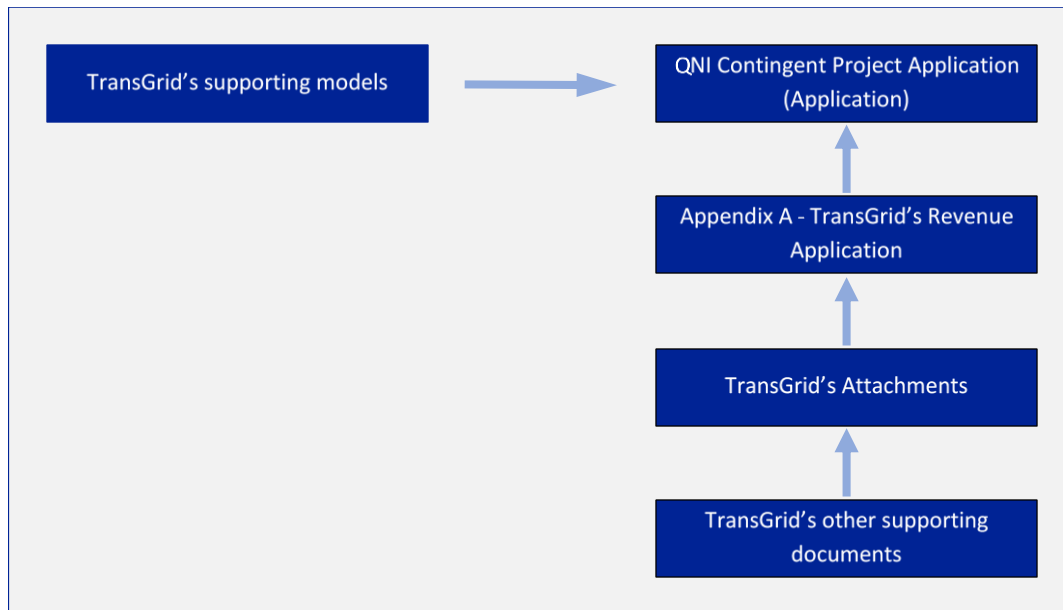 TransGrid’s supporting models
QNI Contingent Project Application
(Application)
Appendix A - TransGrid’s Revenue
Application
TransGrid’s Attachments
TransGrid’s other supporting
documents